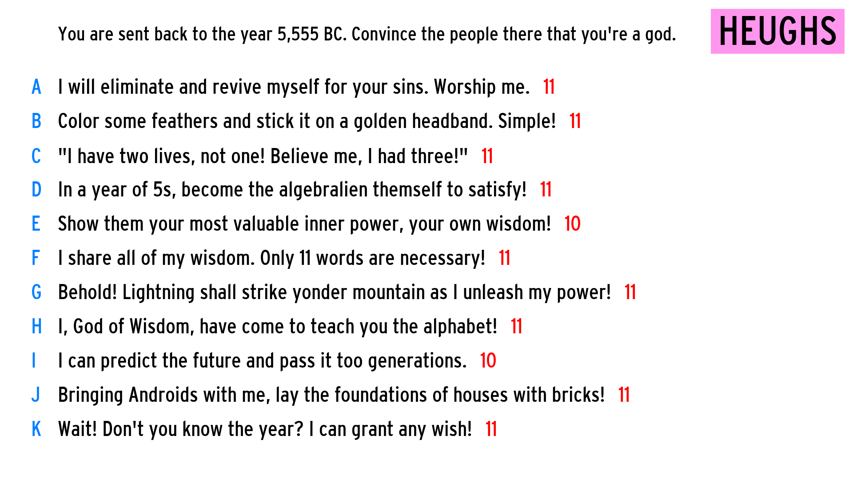 You are sent back to the year 5,555 BC. Convince the people there that you're a god. HEUGHS
A I will eliminate and revive myself for your sins. Worship me. 11
B Color some feathers and stick it on a golden headband. Simple! 11
C "I have two lives, not one! Believe me, I had three!" 11
D In a year of 5s, become the algebralien themself to satisfy! 11
E Show them your most valuable inner power, your own wisdom! 10
F I share all of my wisdom. Only 11 words are necessary! 11
G Behold! Lightning shall strike yonder mountain as I unleash my power! 11
H I, God of Wisdom, have come to teach you the alphabet! 11
I I can predict the future and pass it too generations. 10
J Bringing Androids with me, lay the foundations of houses with bricks! 11
K Wait! Don't you know the year? I can grant any wish! 11